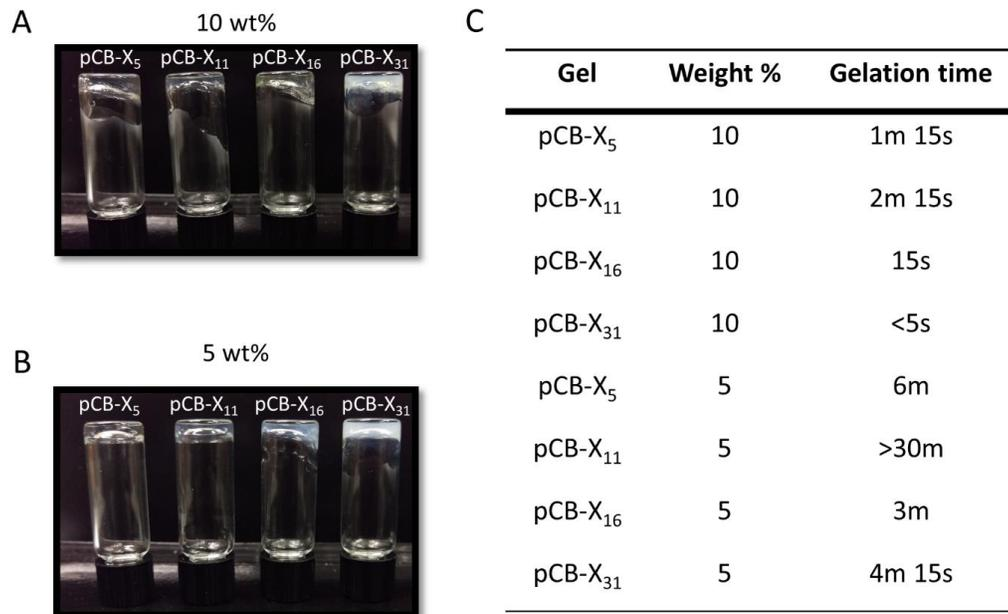 A
10 wt%
pCB-X₅ pCB-X₁₁ pCB-X₁₆ pCB-X₃₁
B
5 wt%
pCB-X₅ pCB-X₁₁ pCB-X₁₆ pCB-X₃₁
C
Gel Weight % Gelation time
pCB-X₅ 10 1m 15s
pCB-X₁₁ 10 2m 15s
pCB-X₁₆ 10 15s
pCB-X₃₁ 10 <5s
pCB-X₅ 5 6m
pCB-X₁₁ 5 >30m
pCB-X₁₆ 5 3m
pCB-X₃₁ 5 4m 15s